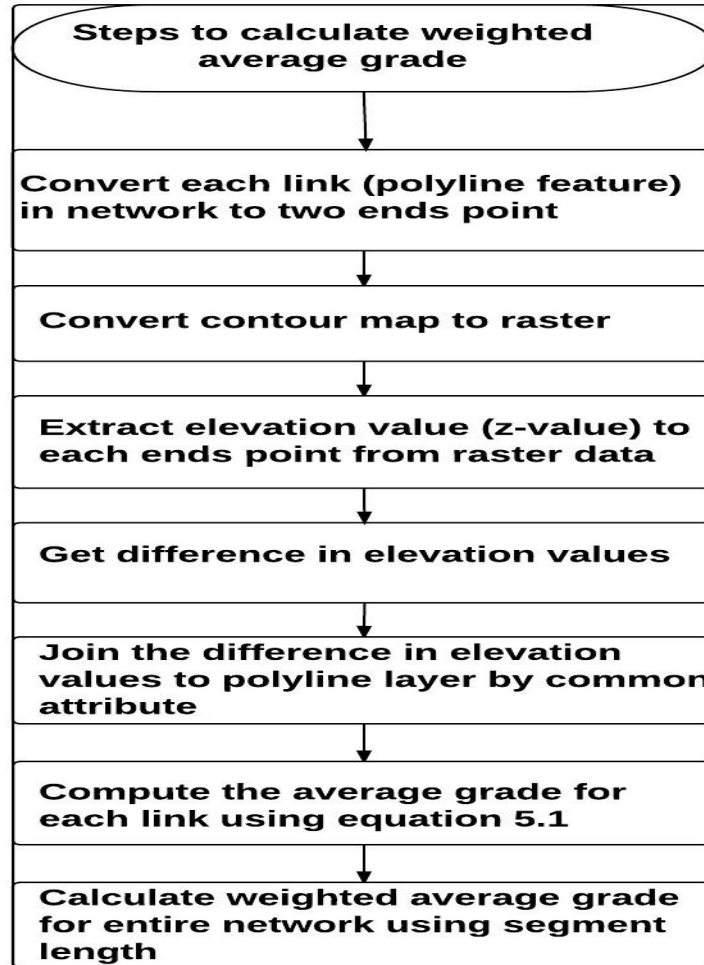 Steps to calculate weighted
average grade
Convert each link (polyline feature)
in network to two ends point
Convert contour map to raster
Extract elevation value (z-value) to
each ends point from raster data
Get difference in elevation values
Join the difference in elevation
values to polyline layer by common
attribute
Compute the average grade for
each link using equation 5.1
Calculate weighted average grade
for entire network using segment
length